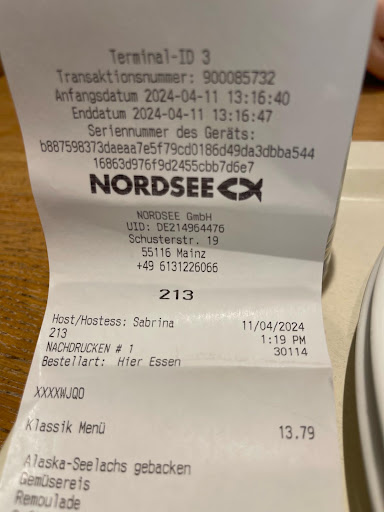 Terminal-ID 3
Transaktionsnummer: 900085732
Anfangsdatum 2024-04-11 13:16:40
Enddatum 2024-04-11 13:16:47
Seriennummer des Geräts:
b887598373daeaa7e5f79cd0186d49da3dbba544
16863d976f9d2455cbb7d6e7
NORDSEE
NORDSEE GmbH
UID: DE214964476
Schusterstr. 19
55116 Mainz
+49 6131226066
213
Host/Hostess: Sabrina 11/04/2024
213 1:19 PM
NACHDRUCKEN # 1 30114
Bestellart: Hier Essen
XXXXWJQO
Klassik Menü 13.79
Alaska-Seelachs gebacken
Gemüsereis
Remoulade